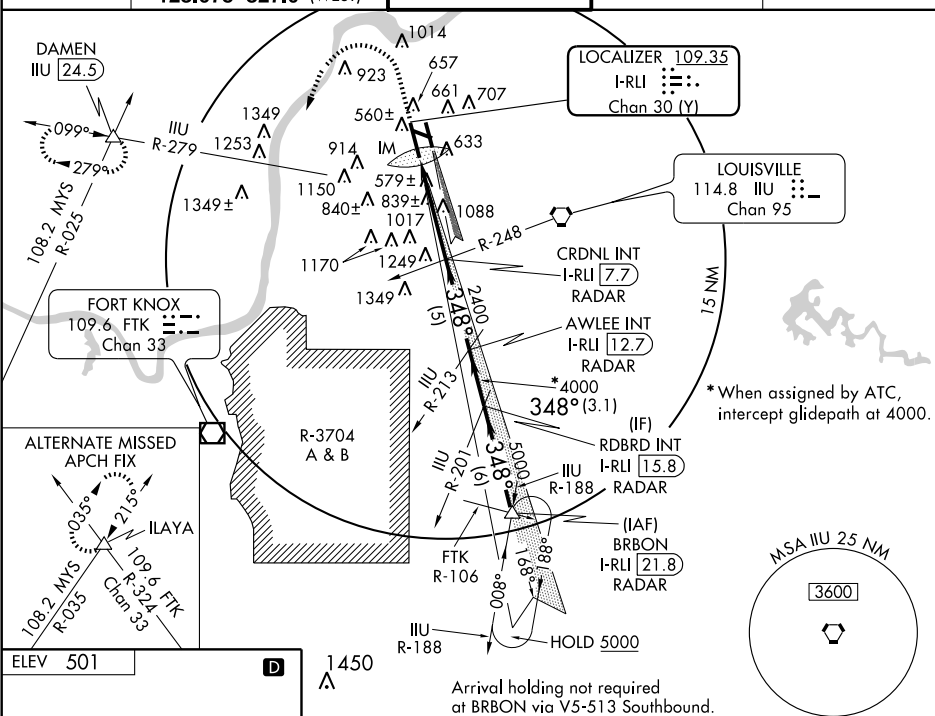 1014
DAMEN
IIU 24.5
923
657
LOCALIZER 109.35
I-RLI
Chan 30 (Y)
661
707
1349
560±
099°
IIU
R-279
1253
914
IM
633
279°
LOUISVILLE
114.8 IIU
Chan 95
1150
579±
1349±
840±
839±
1088
108.2 MYS
R-025
1017
R-248
1170
1249
CRDNL INT
I-RLI 7.7
RADAR
1349
348°
(5)
2400
15 NM
FORT KNOX
109.6 FTK
Chan 33
AWLEE INT
I-RLI 12.7
RADAR
IIU
R-213
*4000
348° (3.1)
* When assigned by ATC,
intercept glidepath at 4000.
R-3704
A & B
(IF)
RDBRD INT
I-RLI 15.8
RADAR
ALTERNATE MISSED
APCH FIX
IIU
R-201
(6)
348°
5000
IIU
R-188
035°
215°
ILAYA
(IAF)
BRBON
I-RLI 21.8
RADAR
FTK
R-106
MSA IIU 25 NM
3600
108.2 MYS
R-035
109.6 FTK
R-324
Chan 33
008°
168°
88°
IIU
R-188
HOLD 5000
ELEV 501
D
1450
Arrival holding not required
at BRBON via V5-513 Southbound.